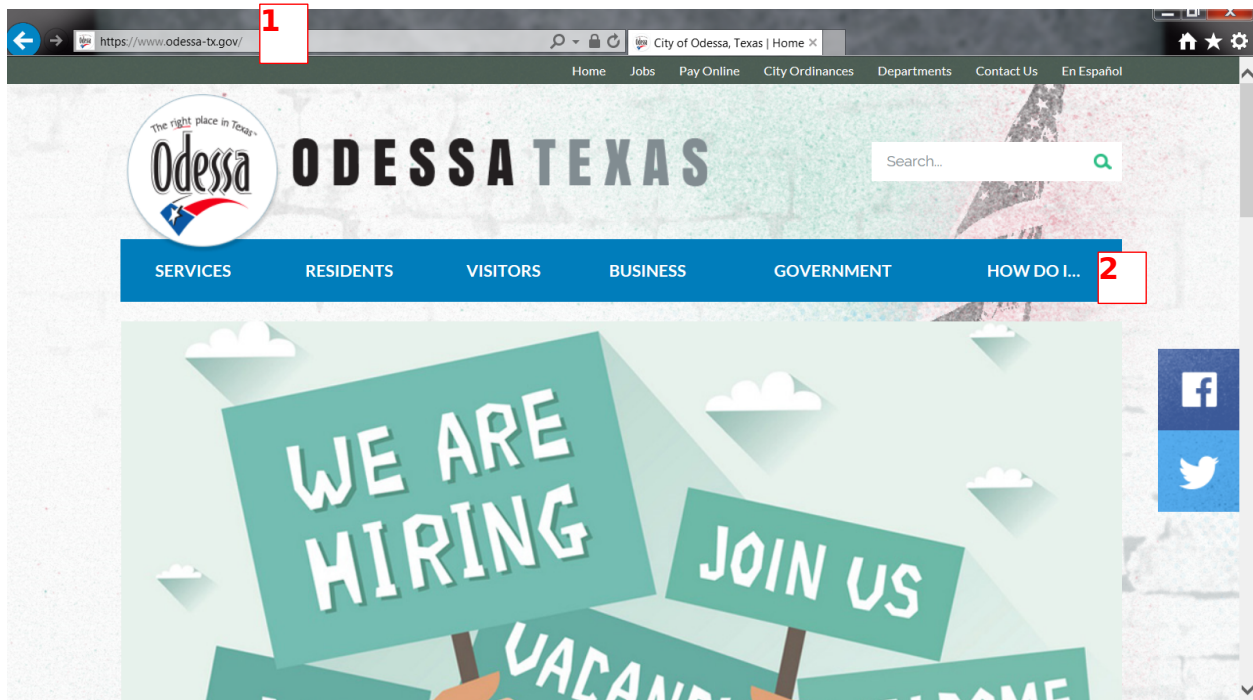 1
https://www.odessa-tx.gov/
City of Odessa, Texas | Home
Home Jobs Pay Online City Ordinances Departments Contact Us En Español
The right place in Texas
Odessa
ODESSA TEXAS
Search...
SERVICES RESIDENTS VISITORS BUSINESS GOVERNMENT HOW DO I... 2
WE ARE
HIRING
JOIN US